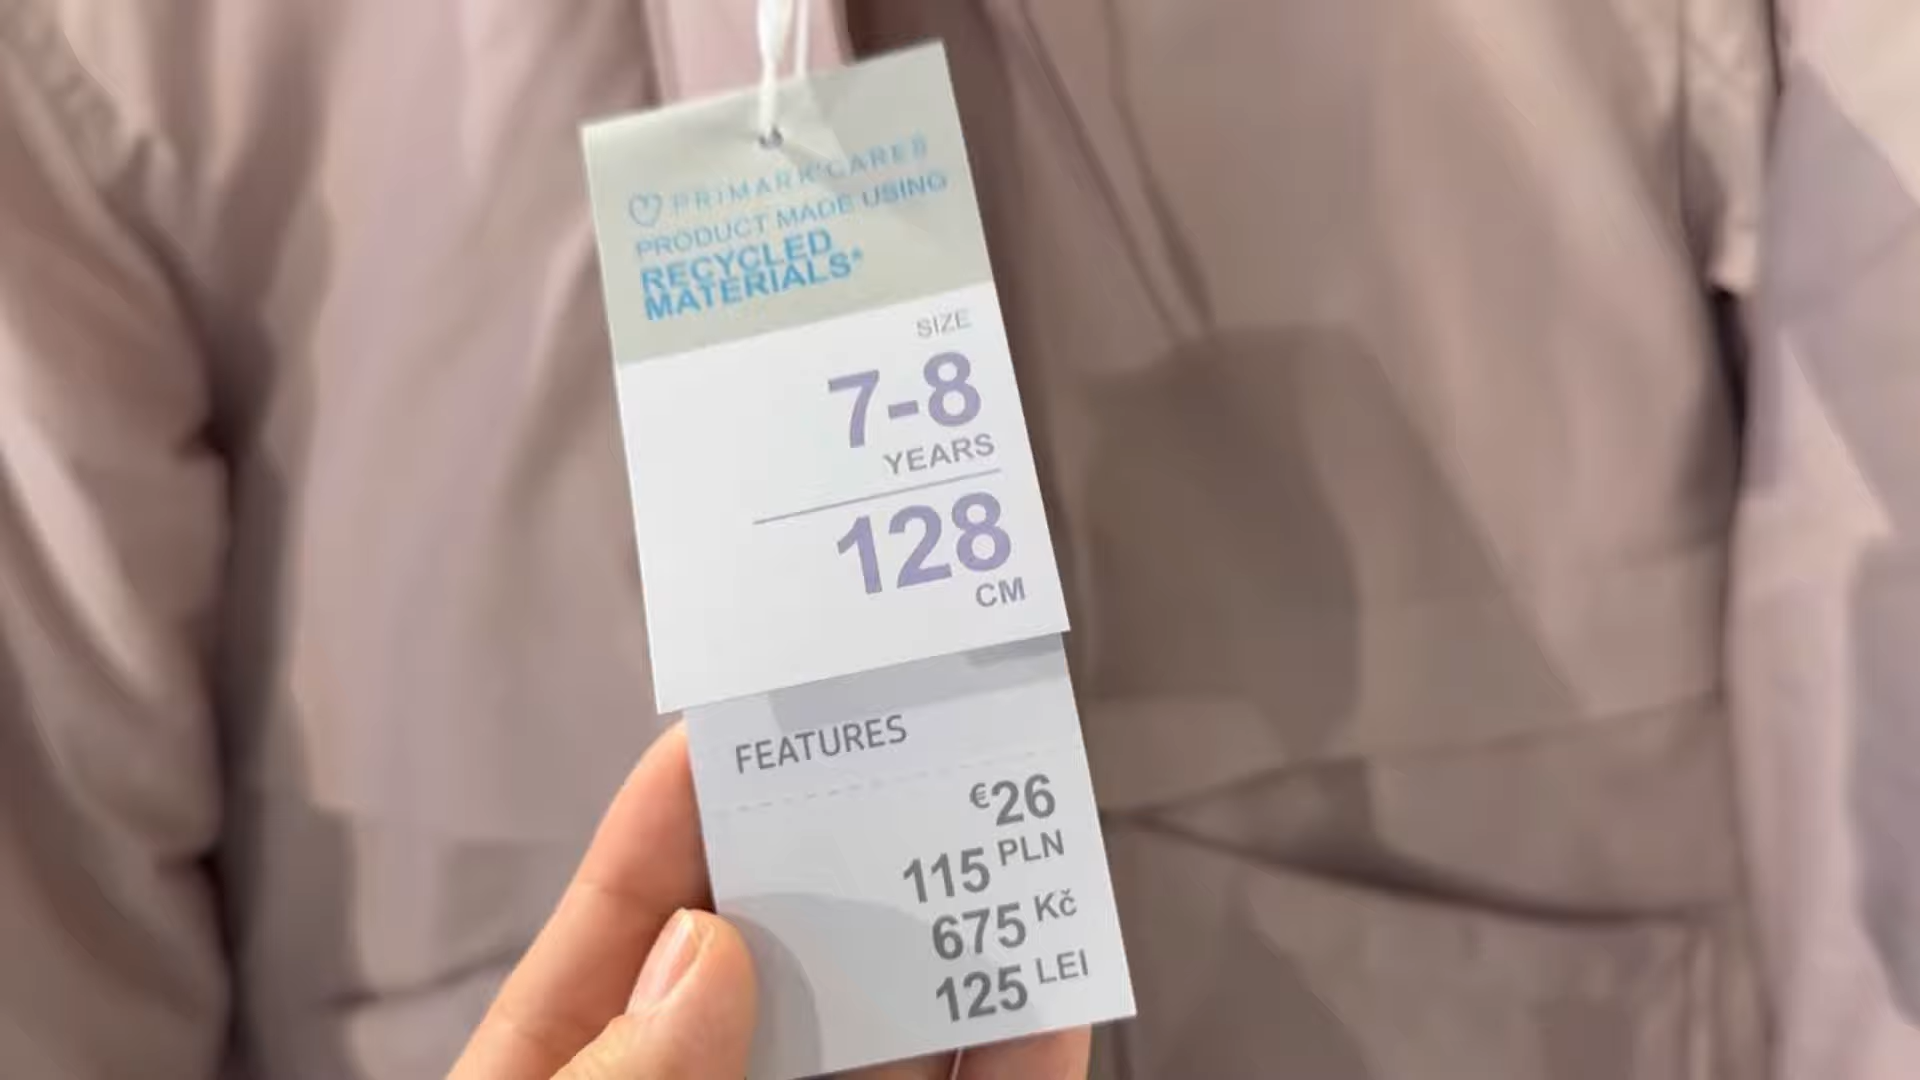 PRIMARK CARES
PRODUCT MADE USING
RECYCLED
MATERIALS*
SIZE
7-8
YEARS
128
CM
FEATURES
€26
115 PLN
675 Kč
125 LEI